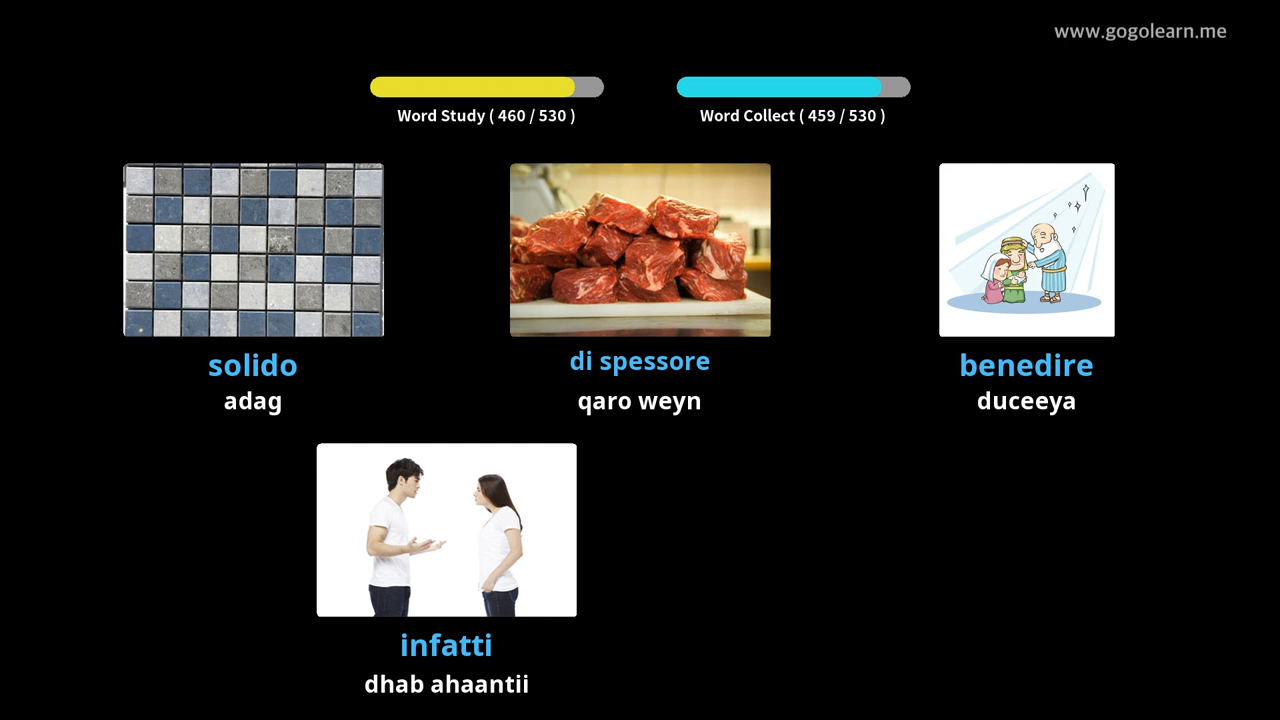 www.gogolearn.me
Word Study ( 460 / 530 )
Word Collect ( 459 / 530 )
solido
adag
di spessore
qaro weyn
benedire
duceeya
infatti
dhab ahaantii